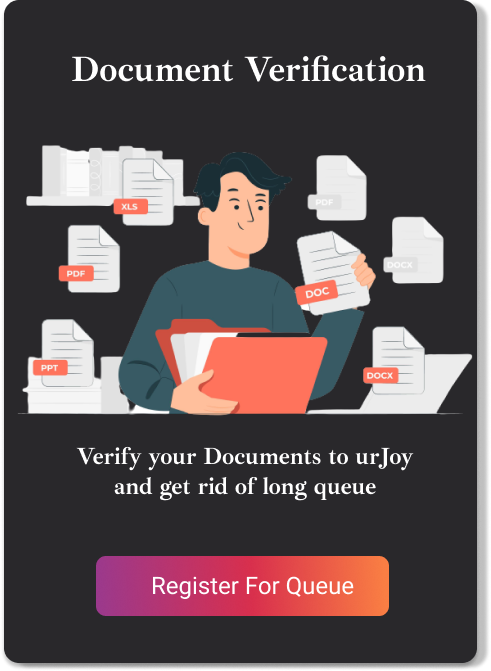 Document Verification
XLS
PDF
PDF
DOCX
DOC
PPT
DOCX
Verify your Documents to urJoy
and get rid of long queue
Register For Queue